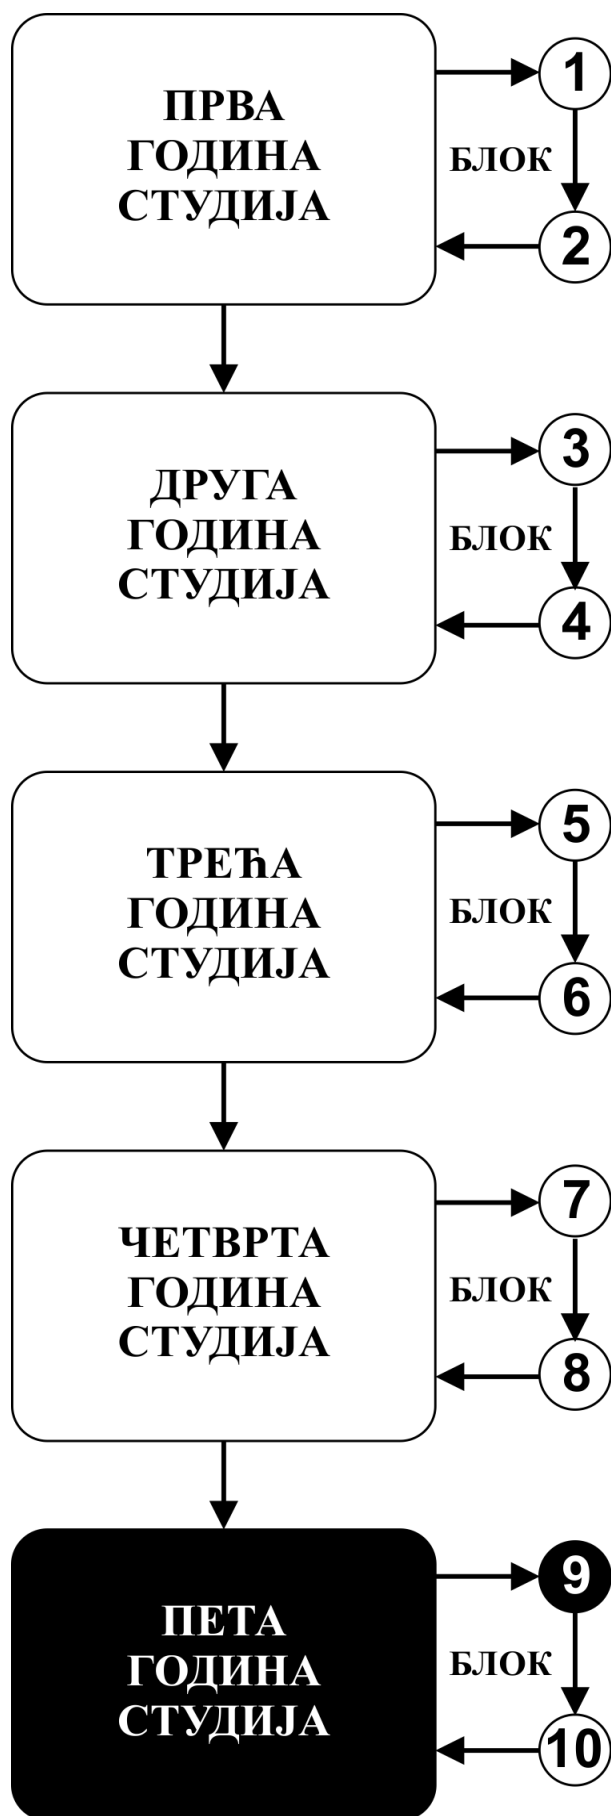 ПРВА
ГОДИНА
СТУДИЈА
1
БЛОК
2
ДРУГА
ГОДИНА
СТУДИЈА
3
БЛОК
4
ТРЕЋА
ГОДИНА
СТУДИЈА
5
БЛОК
6
ЧЕТВРТА
ГОДИНА
СТУДИЈА
7
БЛОК
8
ПЕТА
ГОДИНА
СТУДИЈА
9
БЛОК
10